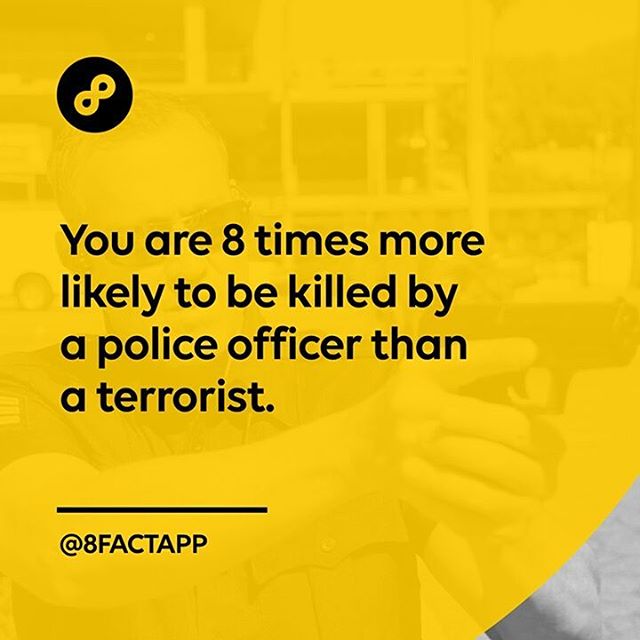 You are 8 times more
likely to be killed by
a police officer than
a terrorist.
@8FACTAPP